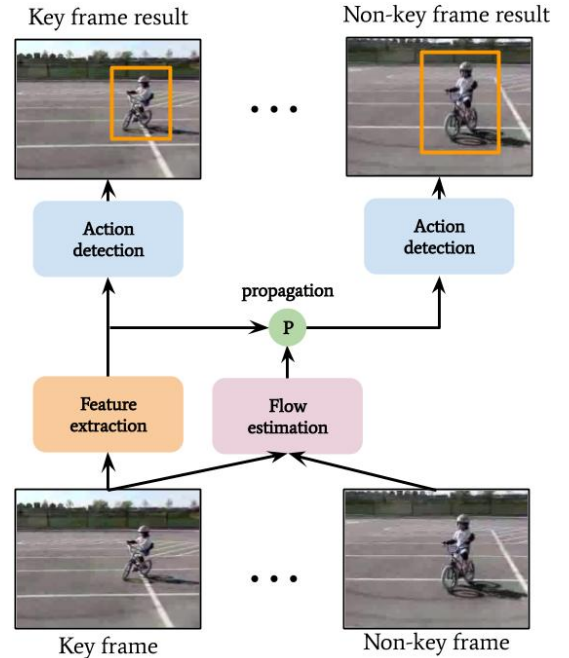 Key frame result
Non-key frame result
Action
detection
Action
detection
propagation
P
Feature
extraction
Flow
estimation
Key frame
Non-key frame